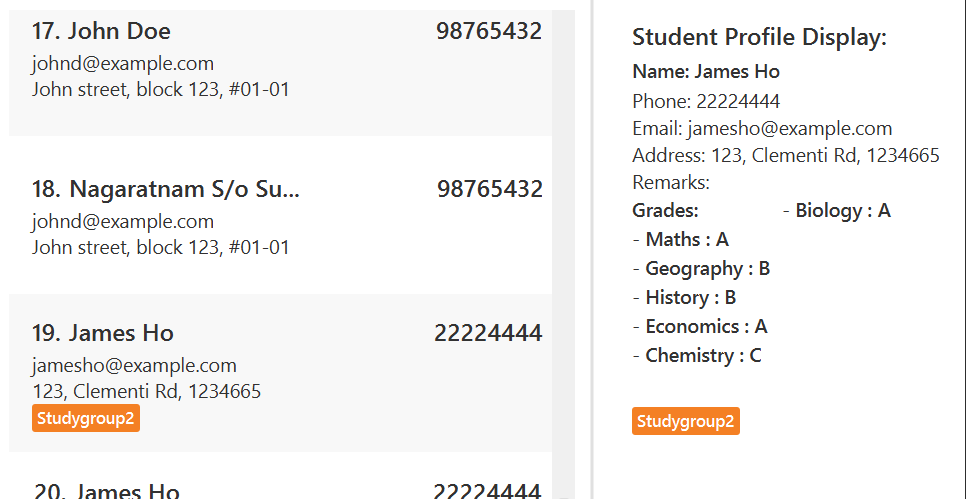 17. John Doe 98765432
johnd@example.com
John street, block 123, #01-01
18. Nagaratnam S/o Su... 98765432
johnd@example.com
John street, block 123, #01-01
19. James Ho 22224444
jamesho@example.com
123, Clementi Rd, 1234665
Studygroup2
20. James Ho 22224444
Student Profile Display:
Name: James Ho
Phone: 22224444
Email: jamesho@example.com
Address: 123, Clementi Rd, 1234665
Remarks:
Grades: - Biology : A
- Maths : A
- Geography : B
- History : B
- Economics : A
- Chemistry : C
Studygroup2